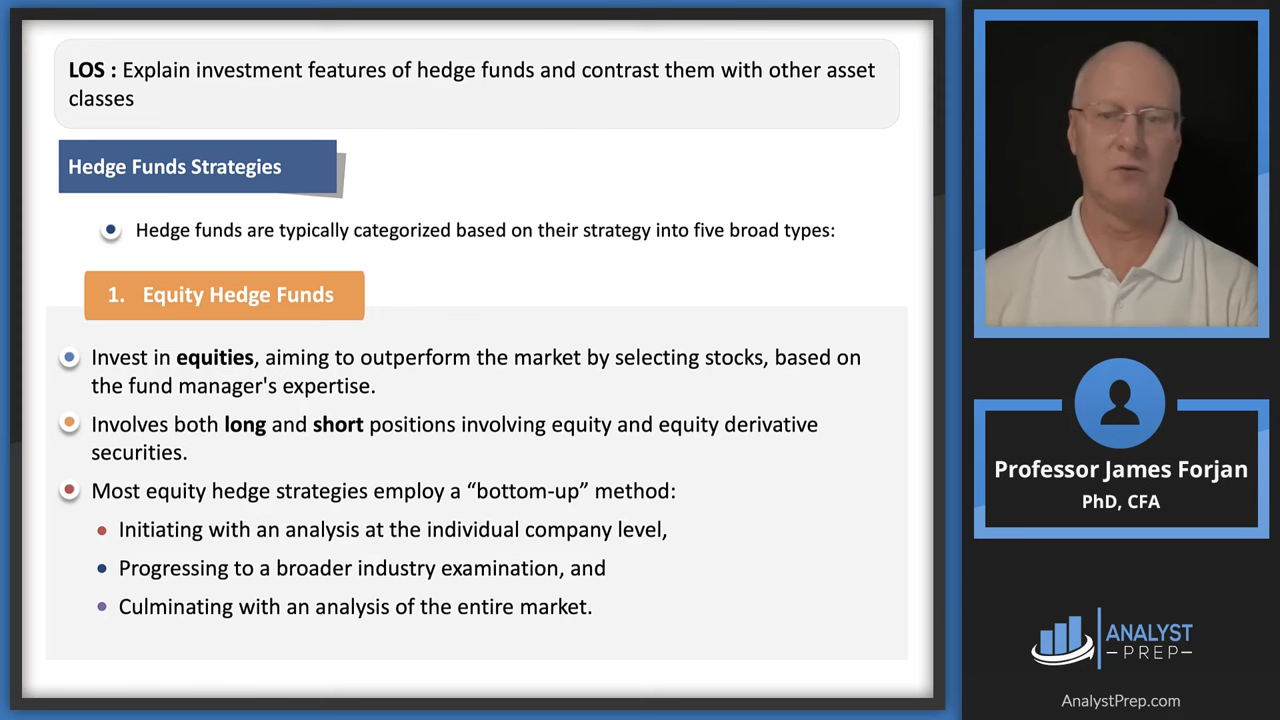 LOS : Explain investment features of hedge funds and contrast them with other asset
classes
Hedge Funds Strategies
Hedge funds are typically categorized based on their strategy into five broad types:
1. Equity Hedge Funds
Invest in equities, aiming to outperform the market by selecting stocks, based on
the fund manager's expertise.
Involves both long and short positions involving equity and equity derivative
securities.
Most equity hedge strategies employ a “bottom-up” method:
Initiating with an analysis at the individual company level,
Progressing to a broader industry examination, and
Culminating with an analysis of the entire market.
Professor James Forjan
PhD, CFA
ANALYST
PREP
AnalystPrep.com